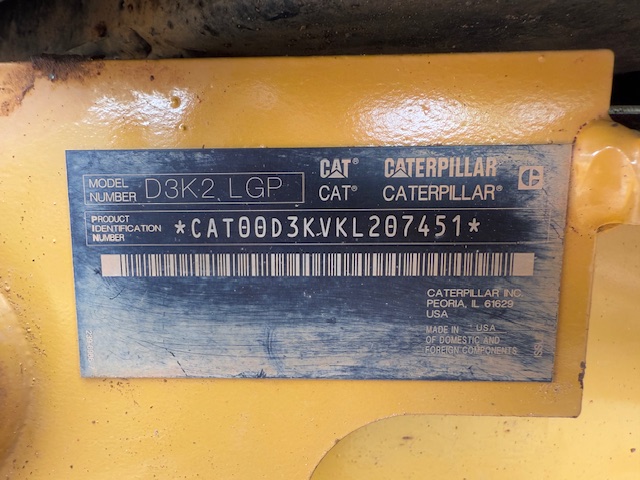 CAT® CATERPILLAR
CAT® CATERPILLAR®
MODEL NUMBER D3K2 LGP
PRODUCT IDENTIFICATION NUMBER *CAT00D3KVKL207451*
CATERPILLAR INC.
PEORIA, IL 61629
USA
MADE IN USA
OF DOMESTIC AND
FOREIGN COMPONENTS